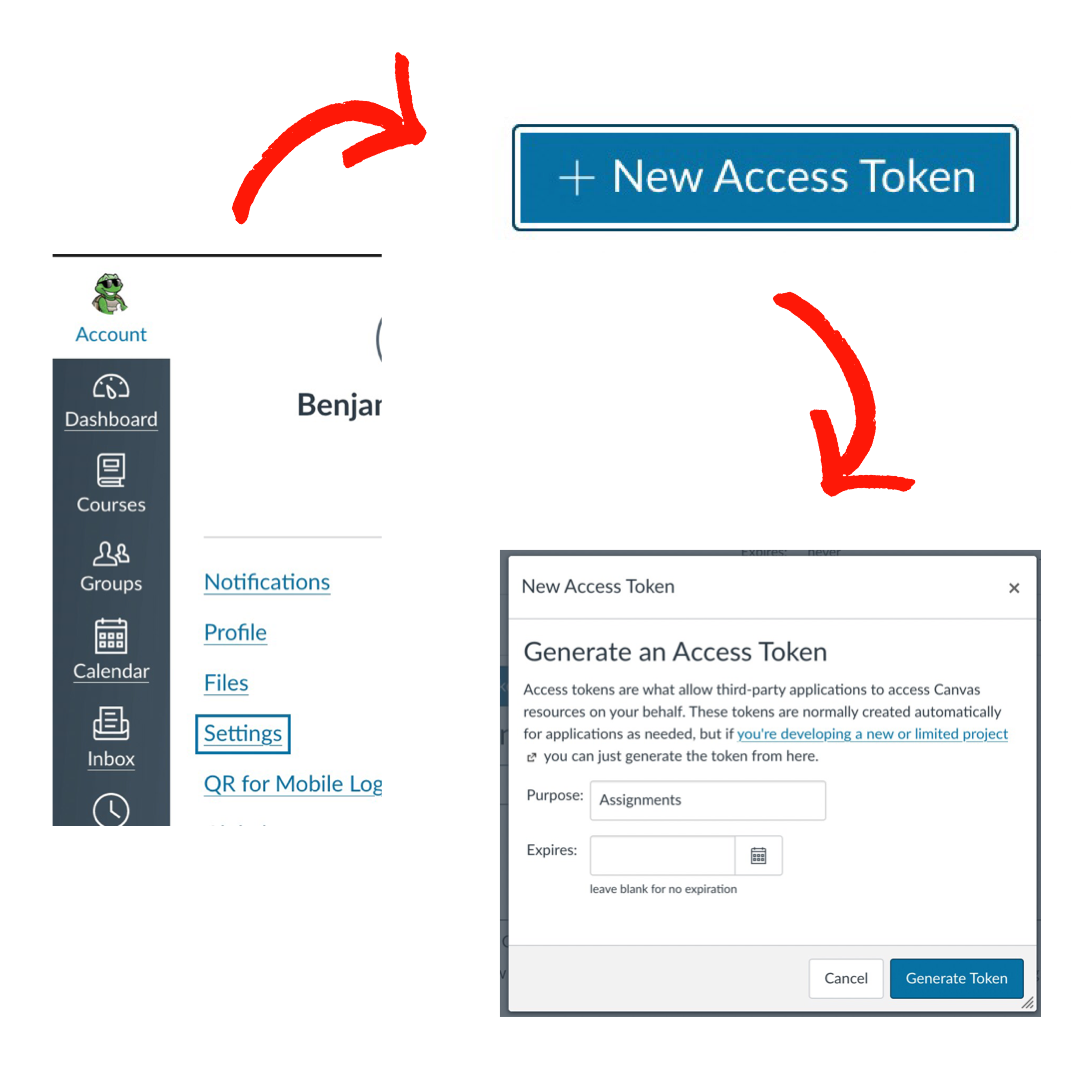 Account
Dashboard
Courses
Groups
Calendar
Inbox
Notifications
Profile
Files
Settings
QR for Mobile Log
+ New Access Token
Expires: never
New Access Token ×
Generate an Access Token
Access tokens are what allow third-party applications to access Canvas
resources on your behalf. These tokens are normally created automatically
for applications as needed, but if you're developing a new or limited project
you can just generate the token from here.
Purpose: Assignments
Expires:
leave blank for no expiration
Cancel Generate Token